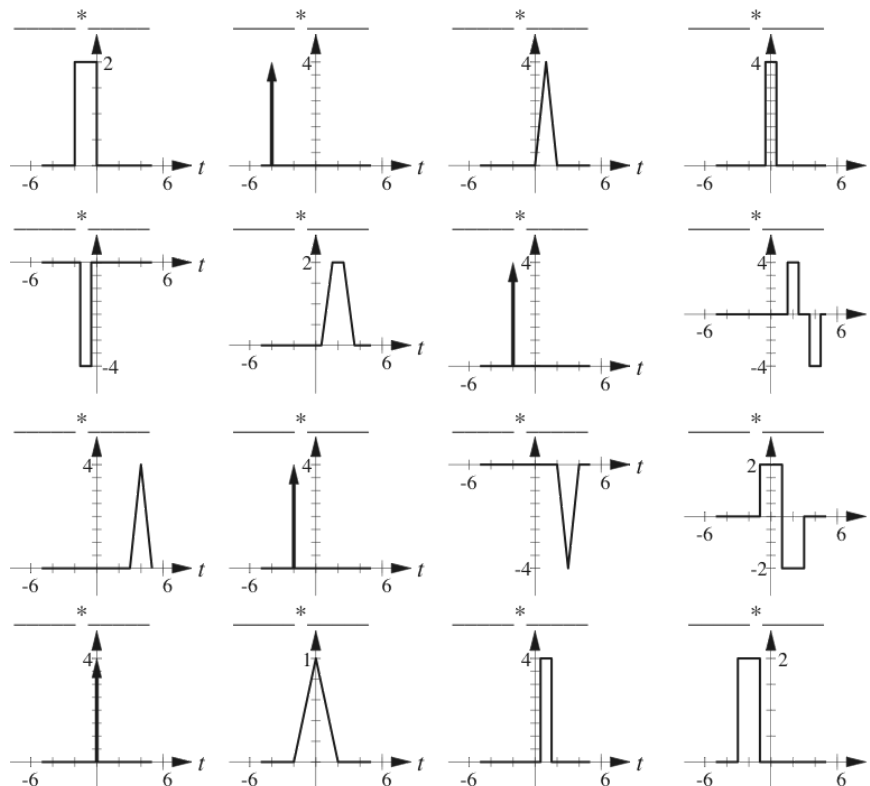 * * * *
2 4 4 4
-6 6 t -6 6 t -6 6 t -6 6
* * * *
-6 6 t 2 4 4
-4 -6 6 t -6 6 t -6 6
-4
* * * *
4 4 -6 6 t 2
-6 6
-6 6 t -6 6 t -4 -2
* * * *
4 1 4 2
-6 6 t -6 6 t -6 6 t -6 6